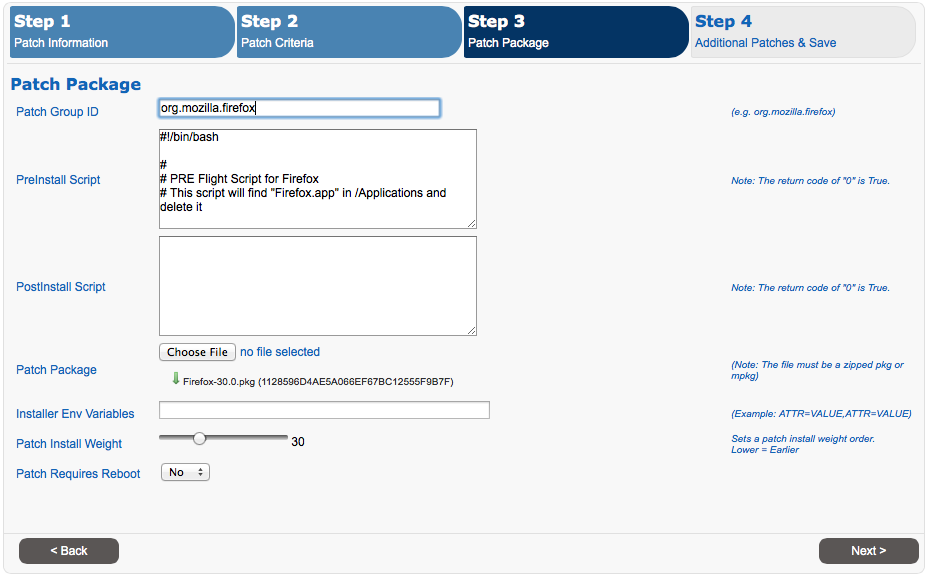 Step 1
Patch Information
Step 2
Patch Criteria
Step 3
Patch Package
Step 4
Additional Patches & Save
Patch Package
Patch Group ID
org.mozilla.firefox
(e.g. org.mozilla.firefox)
PreInstall Script
#!/bin/bash
#
# PRE Flight Script for Firefox
# This script will find "Firefox.app" in /Applications and
delete it
Note: The return code of "0" is True.
PostInstall Script
Note: The return code of "0" is True.
Patch Package
Choose File no file selected
Firefox-30.0.pkg (1128596D4AE5A066EF67BC12555F9B7F)
(Note: The file must be a zipped pkg or
mpkg)
Installer Env Variables
(Example: ATTR=VALUE,ATTR=VALUE)
Patch Install Weight
30
Sets a patch install weight order.
Lower = Earlier
Patch Requires Reboot
No
< Back
Next >